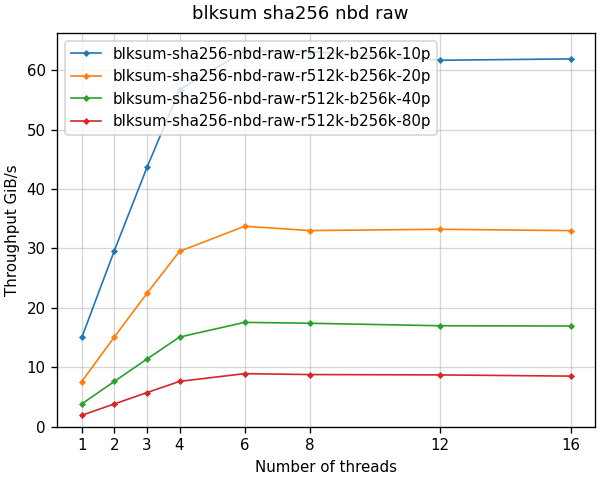 blksum sha256 nbd raw
blksum-sha256-nbd-raw-r512k-b256k-10p
blksum-sha256-nbd-raw-r512k-b256k-20p
blksum-sha256-nbd-raw-r512k-b256k-40p
blksum-sha256-nbd-raw-r512k-b256k-80p
Throughput GiB/s
60
50
40
30
20
10
0
1 2 3 4 6 8 12 16
Number of threads